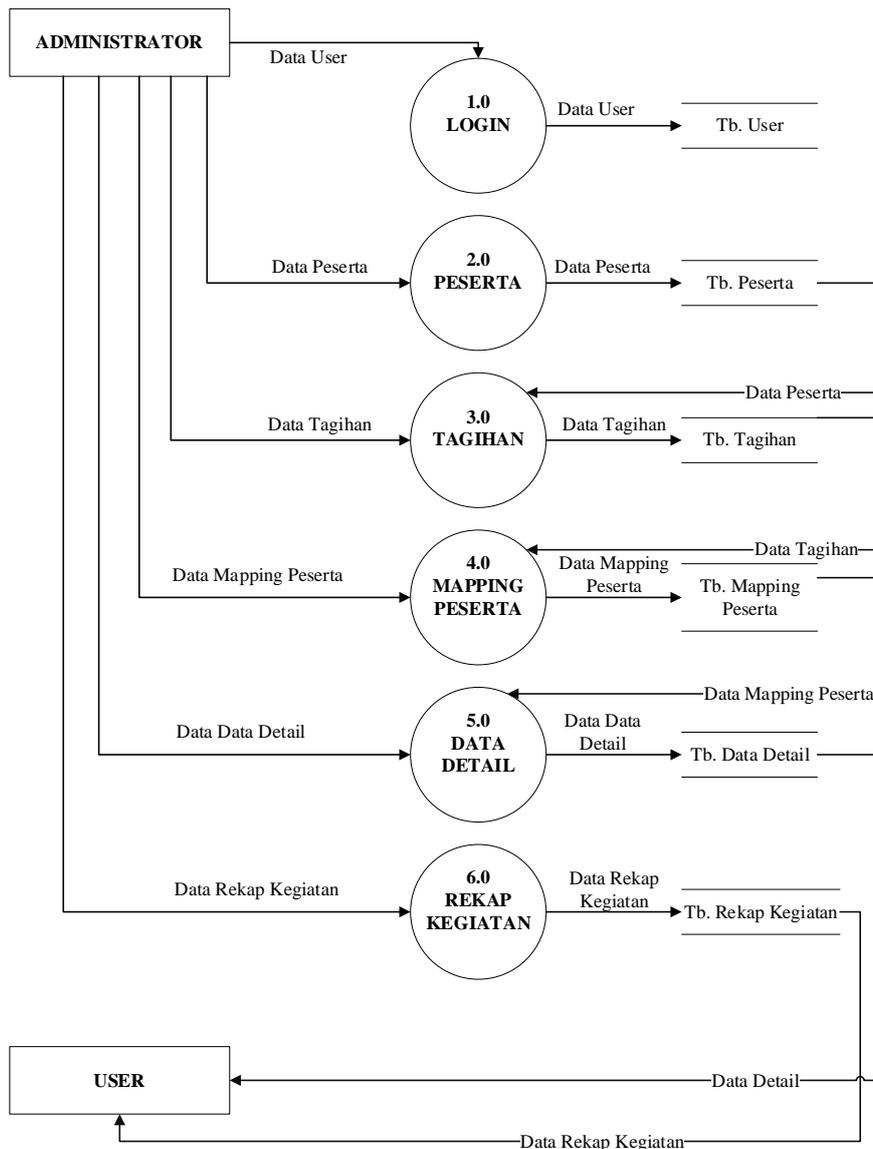 ADMINISTRATOR
Data User
1.0
LOGIN
Data User
Tb. User
Data Peserta
2.0
PESERTA
Data Peserta
Tb. Peserta
Data Peserta
Data Tagihan
3.0
TAGIHAN
Data Tagihan
Tb. Tagihan
Data Tagihan
Data Mapping Peserta
4.0
MAPPING
PESERTA
Data Mapping
Peserta
Tb. Mapping
Peserta
Data Mapping Peserta
Data Data Detail
5.0
DATA
DETAIL
Data Data
Detail
Tb. Data Detail
Data Rekap Kegiatan
6.0
REKAP
KEGIATAN
Data Rekap
Kegiatan
Tb. Rekap Kegiatan
USER
Data Detail
Data Rekap Kegiatan